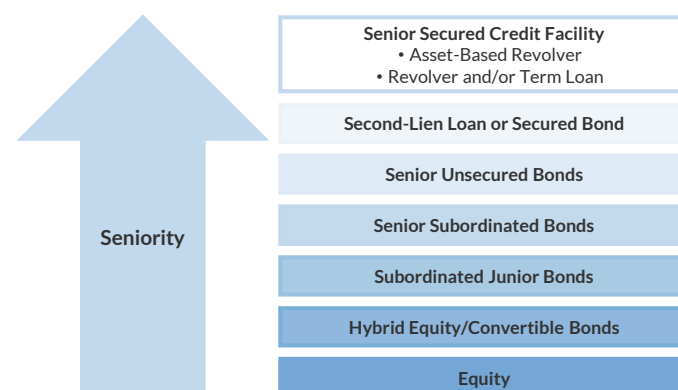 Senior Secured Credit Facility
• Asset-Based Revolver
• Revolver and/or Term Loan
Second-Lien Loan or Secured Bond
Senior Unsecured Bonds
Senior Subordinated Bonds
Seniority
Subordinated Junior Bonds
Hybrid Equity/Convertible Bonds
Equity